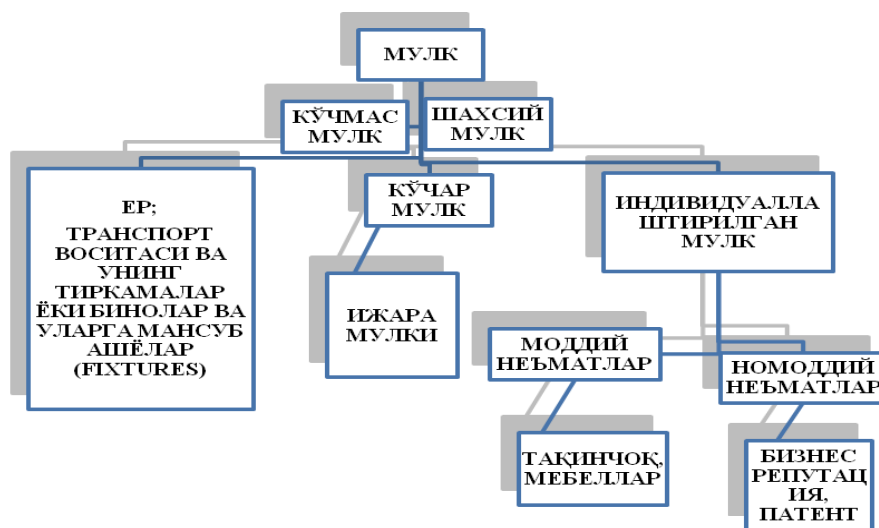 МУЛК
КЎЧМАС
МУЛК
ШАХСИЙ
МУЛК
ЕР;
ТРАНСПОРТ
ВОСИТАСИ ВА
УНИНГ
ТИРКАМАЛАР
ЁКИ БИНОЛАР ВА
УЛАРГА МАНСУБ
АШЁЛАР
(FIXTURES)
КЎЧАР
МУЛК
ИЖАРА
МУЛКИ
ИНДИВИДУАЛЛА
ШТИРИЛГАН
МУЛК
МОДДИЙ
НЕЪМАТЛАР
НОМОДДИЙ
НЕЪМАТЛАР
ТАҚИНЧОҚ,
МЕБЕЛЛАР
БИЗНЕС
РЕПУТАЦ
ИЯ,
ПАТЕНТ